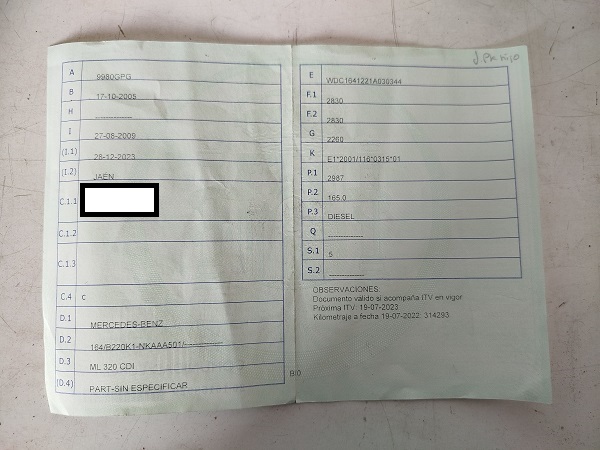 A 9980GPG
B 17-10-2005
H ---------------
I 27-08-2009
(I.1) 28-12-2023
(I.2) JAEN
C.1.1
C.1.2
C.1.3
C.4 c
D.1 MERCEDES-BENZ
D.2 164/B220K1-NKAAA501/---------------
D.3 ML 320 CDI
(D.4) PART-SIN ESPECIFICAR
B/0
E WDC1641221A030344
F.1 2830
F.2 2830
G 2260
K E1*2001/116*0315*01
P.1 2987
P.2 165.0
P.3 DIESEL
Q ---------------
S.1 5
S.2 ---------------
OBSERVACIONES:
Documento valido si acompaña ITV en vigor
Próxima ITV: 19-07-2023
Kilometraje a fecha 19-07-2022: 314293